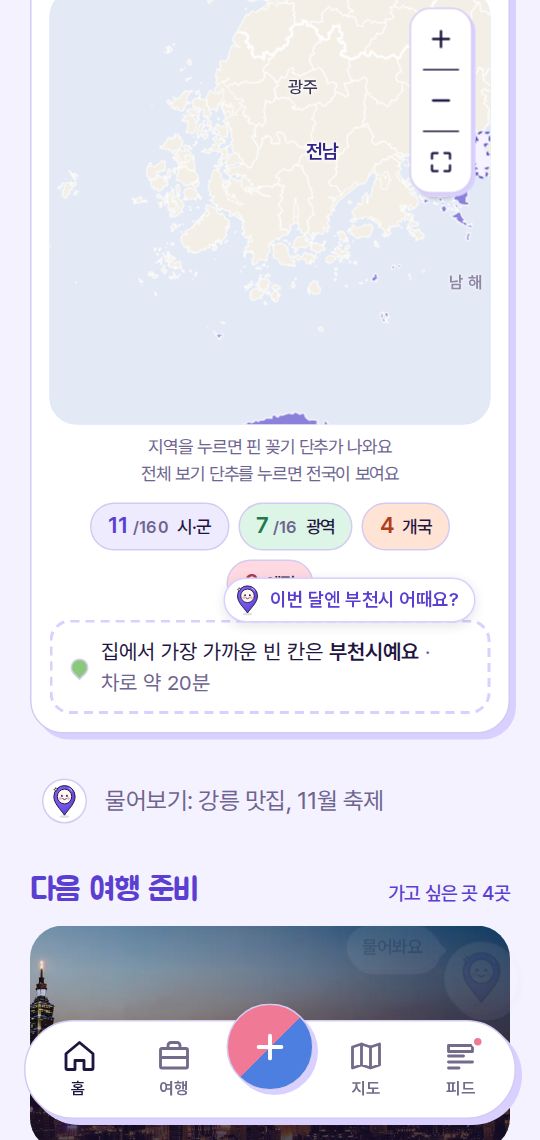 광주
전남
남 해
지역을 누르면 핀 꽂기 단추가 나와요
전체 보기 단추를 누르면 전국이 보여요
11 /160 시·군
7 /16 광역
4 개국
이번 달엔 부천시 어때요?
집에서 가장 가까운 빈 칸은 부천시예요 ·
차로 약 20분
물어보기: 강릉 맛집, 11월 축제
다음 여행 준비
가고 싶은 곳 4곳
물어봐요
홈
여행
지도
피드